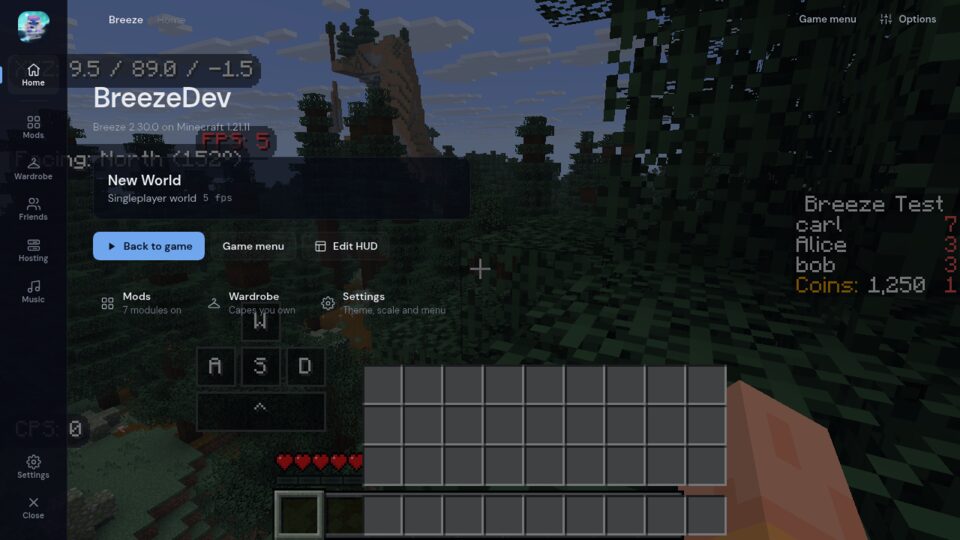 Breeze Home
Game menu Options
XYZ: 9.5 / 89.0 / -1.5
Home
BreezeDev
Breeze 2.30.0 on Minecraft 1.21.11
FPS: 5
Mods
Facing: North (152°)
Wardrobe
New World
Singleplayer world 5 fps
Friends
Breeze Test
carl 7
Alice 3
bob 3
Coins: 1,250 1
Hosting
Back to game
Game menu
Edit HUD
Music
Mods
7 modules on
Wardrobe
Capes you own
Settings
Theme, scale and menu
W
A S D
^
CPS: 0
Settings
Close